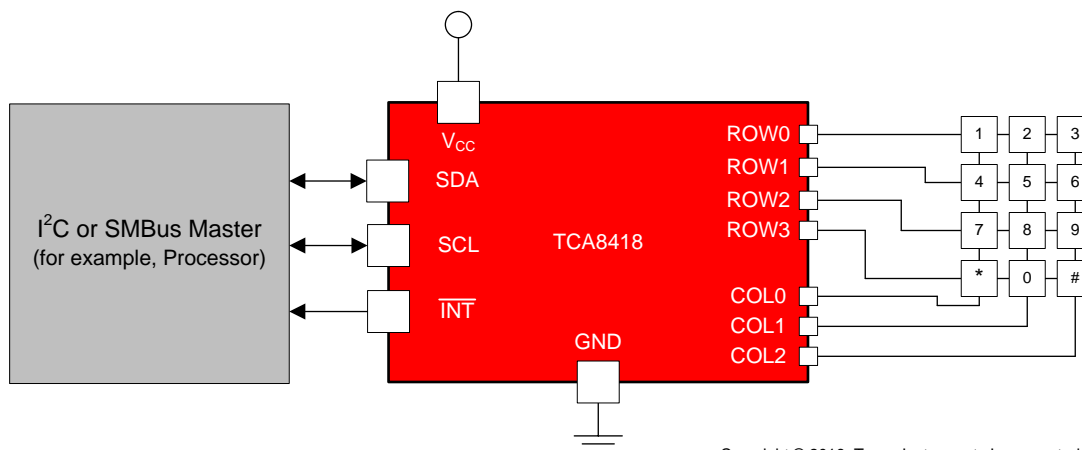 V_CC
SDA
SCL
INT
I²C or SMBus Master
(for example, Processor)
TCA8418
GND
ROW0
ROW1
ROW2
ROW3
COL0
COL1
COL2
1 2 3
4 5 6
7 8 9
* 0 #